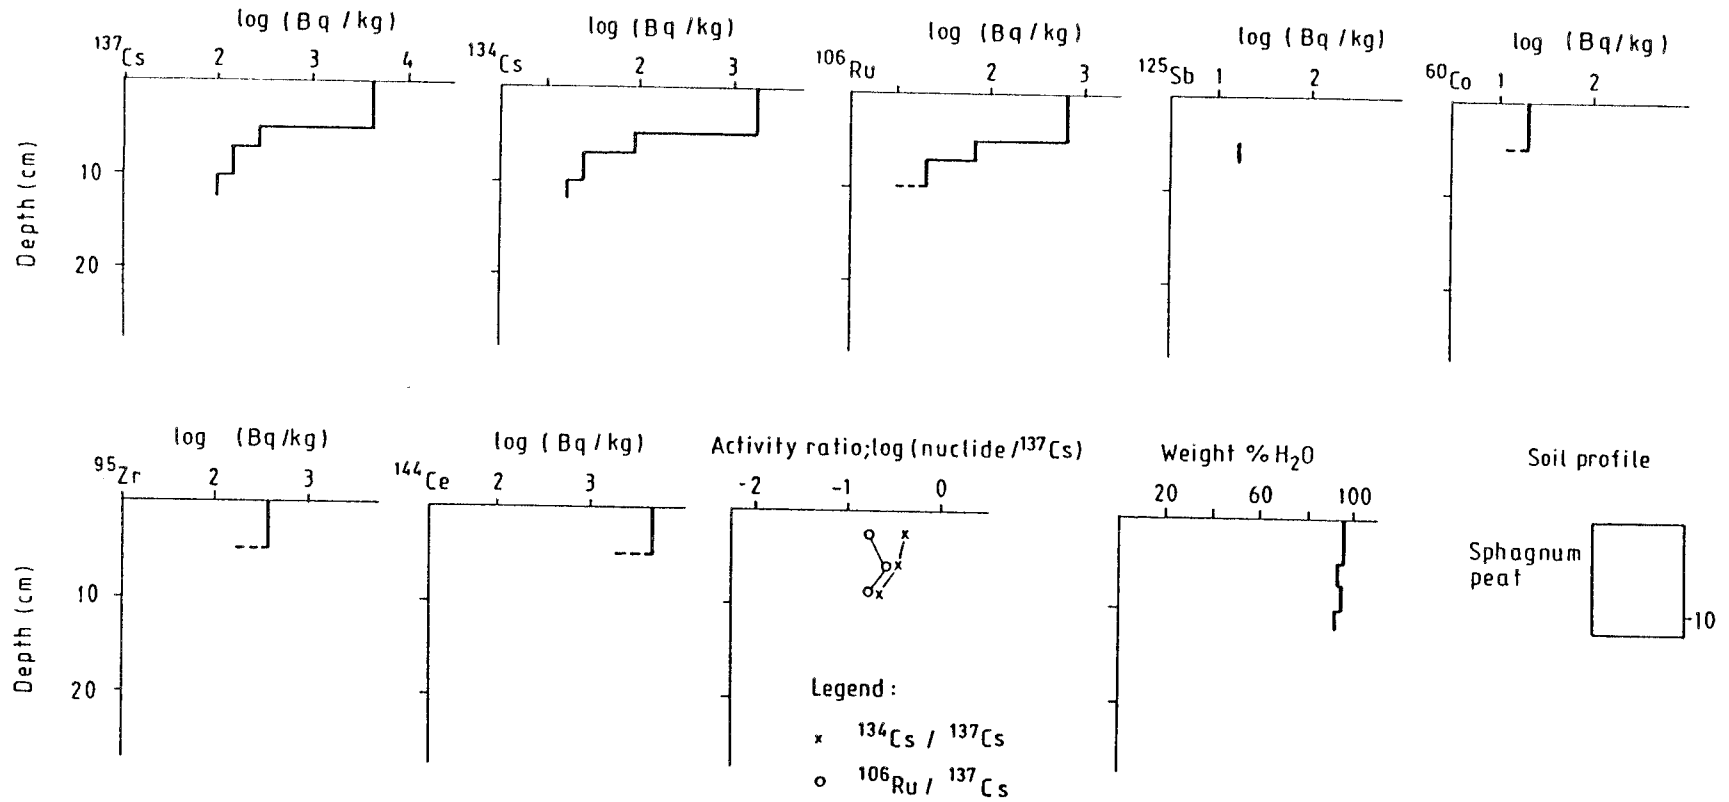 log (Bq /kg)
137Cs 2 3 4
log (Bq /kg)
134Cs 2 3
log (Bq/kg)
106Ru 2 3
log (Bq/kg)
125Sb 1 2
log (Bq/kg)
60Co 1 2
Depth (cm)
10
20
log (Bq/kg)
95Zr 2 3
log (Bq/kg)
144Ce 2 3
Activity ratio;log (nuclide/137Cs)
-2 -1 0
Weight % H2O
20 60 100
Soil profile
Sphagnum
peat
-10
Depth (cm)
10
20
Legend :
x 134Cs / 137Cs
o 106Ru / 137Cs